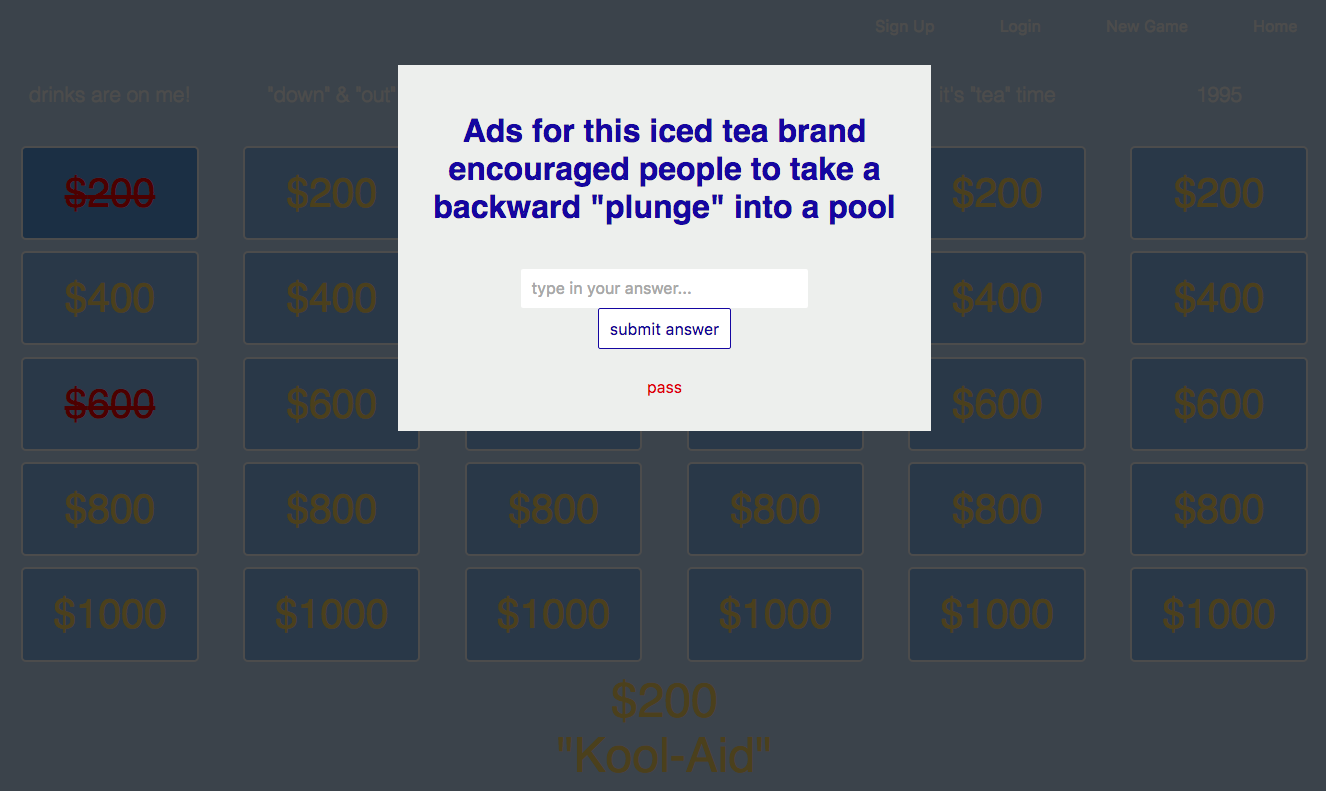 Sign Up Login New Game Home
drinks are on me! "down" & "out" it's "tea" time 1995
Ads for this iced tea brand
encouraged people to take a
backward "plunge" into a pool
type in your answer...
submit answer
pass
$200 $200 $200 $200
$400 $400 $400 $400
$600 $600 $600 $600
$800 $800 $800 $800 $800 $800
$1000 $1000 $1000 $1000 $1000 $1000
$200
"Kool-Aid"